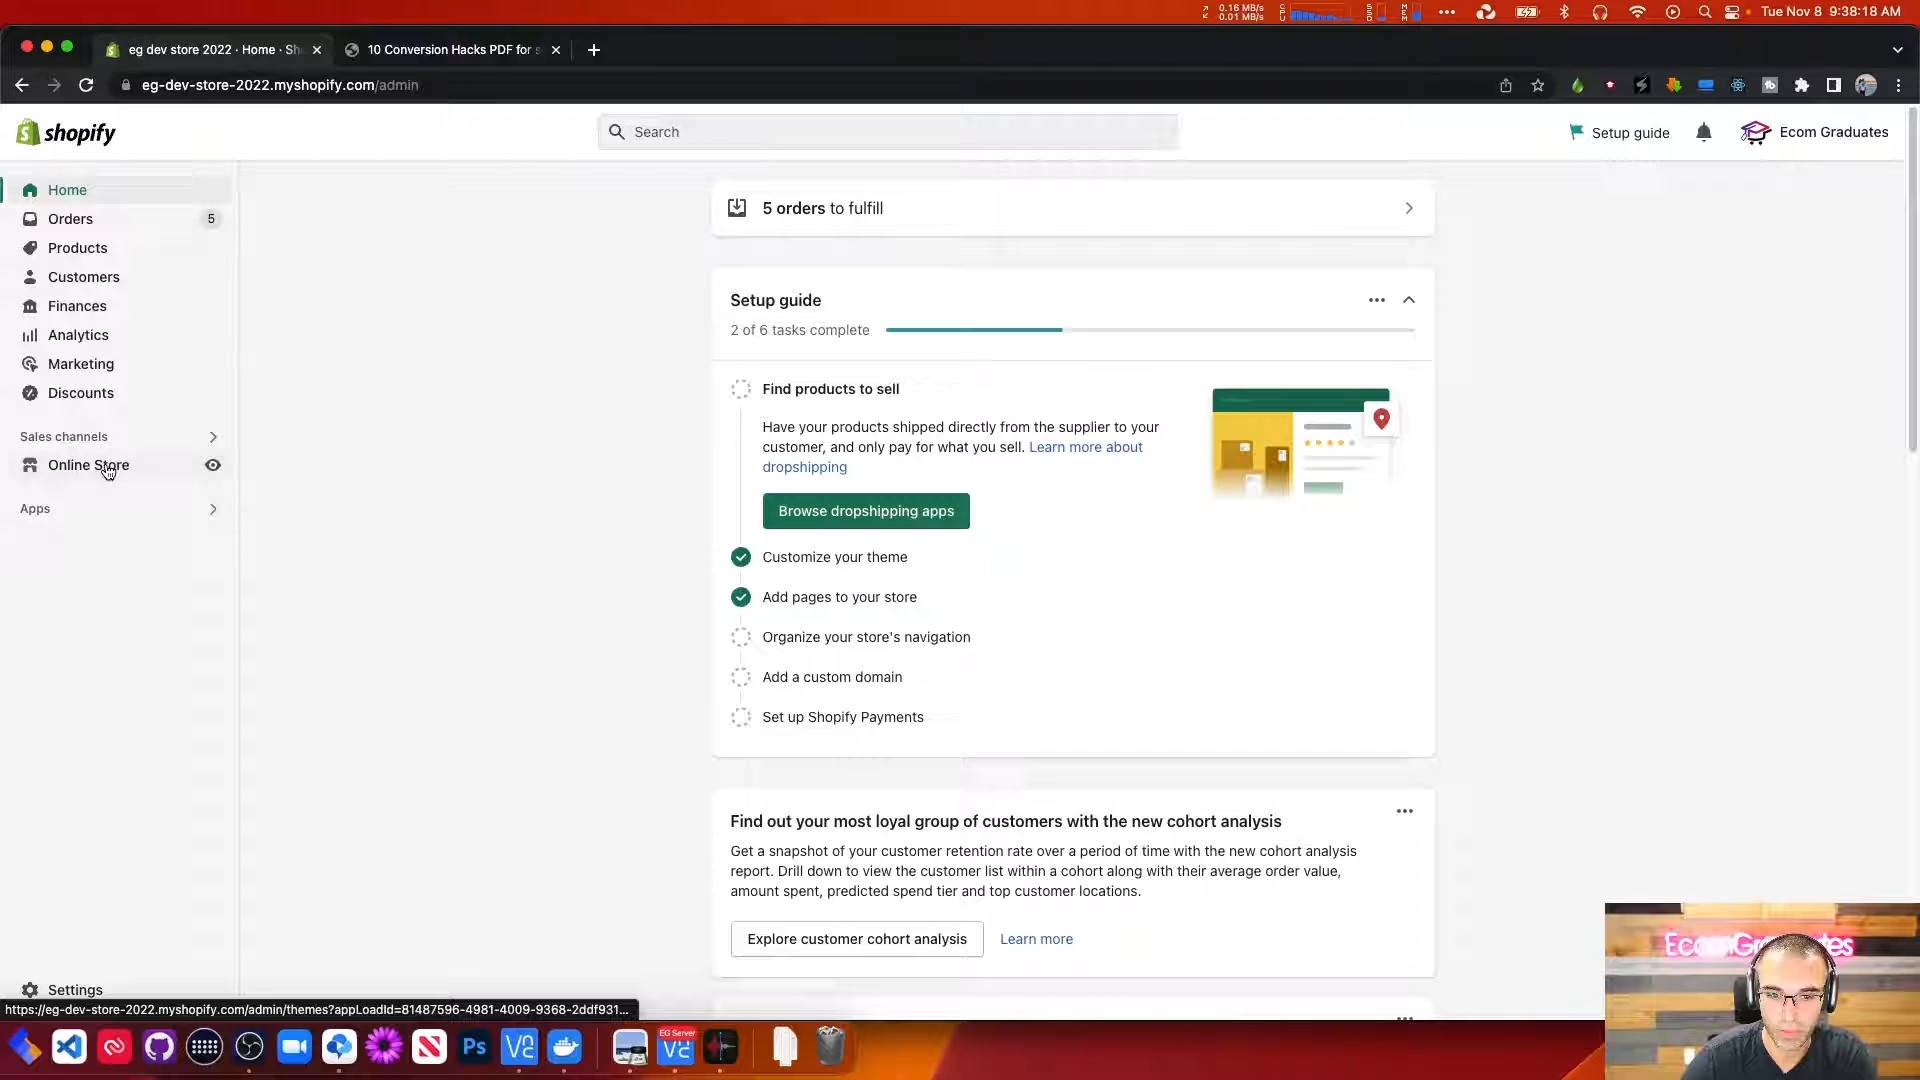 0.16 MB/s
0.01 MB/s
CPU
SSD
MEM
Tue Nov 8 9:38:18 AM
eg dev store 2022 · Home · Sh
10 Conversion Hacks PDF for s
eg-dev-store-2022.myshopify.com/admin
shopify
Search
Setup guide
Ecom Graduates
Home
Orders
5
Products
Customers
Finances
Analytics
Marketing
Discounts
Sales channels
Online Store
Apps
Settings
5 orders to fulfill
Setup guide
2 of 6 tasks complete
Find products to sell
Have your products shipped directly from the supplier to your
customer, and only pay for what you sell. Learn more about
dropshipping
Browse dropshipping apps
Customize your theme
Add pages to your store
Organize your store's navigation
Add a custom domain
Set up Shopify Payments
Find out your most loyal group of customers with the new cohort analysis
Get a snapshot of your customer retention rate over a period of time with the new cohort analysis
report. Drill down to view the customer list within a cohort along with their average order value,
amount spent, predicted spend tier and top customer locations.
Explore customer cohort analysis
Learn more
https://eg-dev-store-2022.myshopify.com/admin/themes?appLoadId=81487596-4981-4009-9368-2ddf931...
EcomGraduates
Ps
EG Server